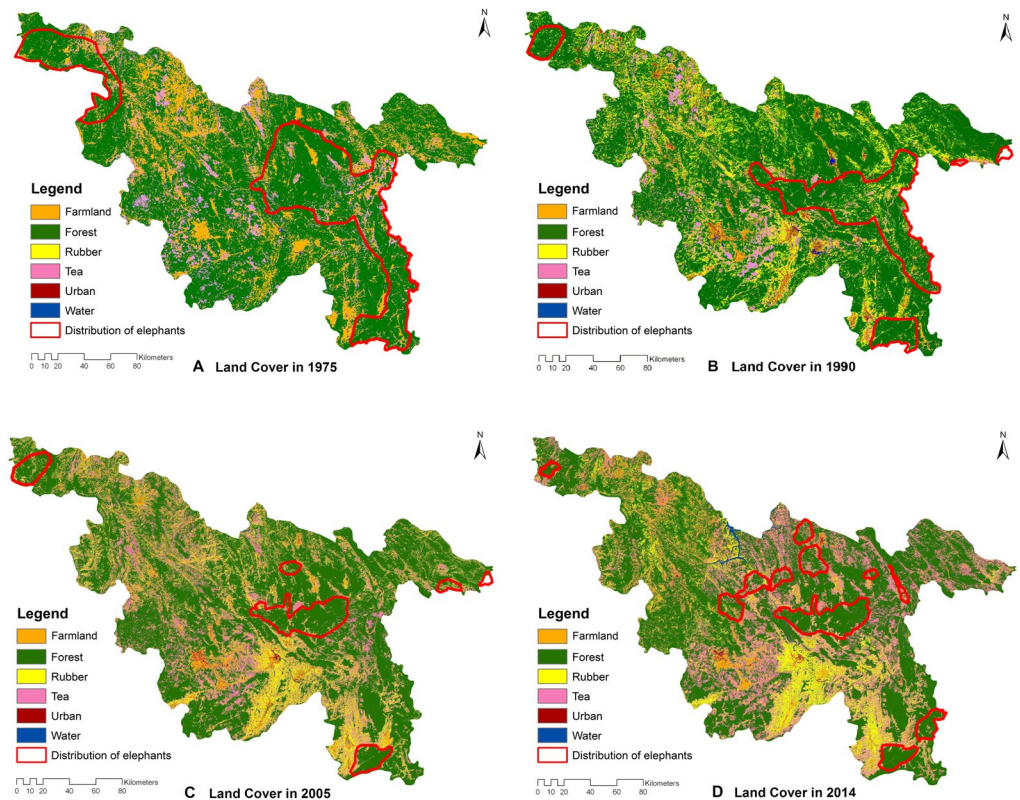 N
Legend
Farmland
Forest
Rubber
Tea
Urban
Water
Distribution of elephants
Kilometers
0 10 20 40 60 80
A Land Cover in 1975
N
Legend
Farmland
Forest
Rubber
Tea
Urban
Water
Distribution of elephants
Kilometers
0 10 20 40 60 80
B Land Cover in 1990
N
Legend
Farmland
Forest
Rubber
Tea
Urban
Water
Distribution of elephants
Kilometers
0 10 20 40 60 80
C Land Cover in 2005
N
Legend
Farmland
Forest
Rubber
Tea
Urban
Water
Distribution of elephants
Kilometers
0 10 20 40 60 80
D Land Cover in 2014